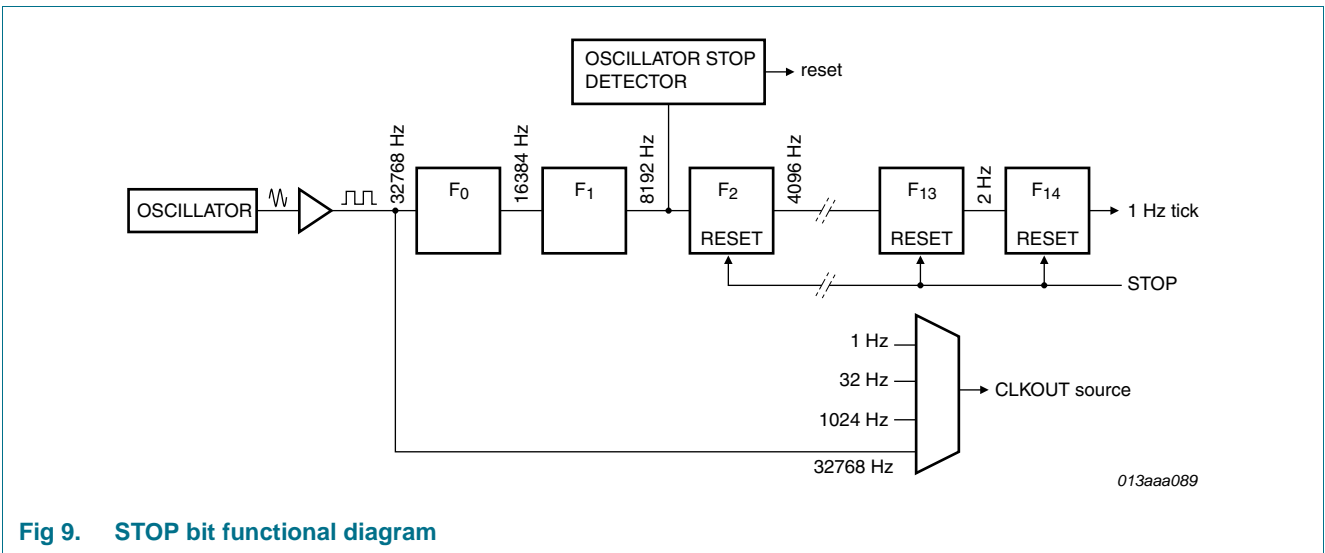 OSCILLATOR STOP
DETECTOR
reset
OSCILLATOR
32768 Hz
F0
16384 Hz
F1
8192 Hz
F2
RESET
4096 Hz
F13
RESET
2 Hz
F14
RESET
1 Hz tick
STOP
1 Hz
32 Hz
1024 Hz
32768 Hz
CLKOUT source
013aaa089
Fig 9. STOP bit functional diagram